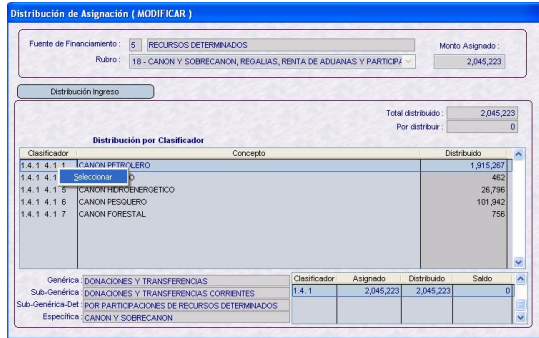 Distribución de Asignación ( MODIFICAR )
Fuente de Financiamiento : 5 RECURSOS DETERMINADOS Monto Asignado :
Rubro : 18 - CANON Y SOBRECANON, REGALIAS, RENTA DE ADUANAS Y PARTICIPA 2,045,223
Distribución Ingreso
Total distribuido : 2,045,223
Por distribuir : 0
Distribución por Clasificador
Clasificador Concepto Distribuido
1.4. 1 4. 1 1 CANON PETROLERO 1,915,267
1.4. 1 4.1 Seleccionar O 462
1.4. 1 4.1 5 CANON HIDROENERGETICO 26,796
1.4. 1 4.1 6 CANON PESQUERO 101,942
1.4. 1 4.1 7 CANON FORESTAL 756
Genérica : DONACIONES Y TRANSFERENCIAS
Sub-Genérica : DONACIONES Y TRANSFERENCIAS CORRIENTES
Sub-Genérica-Det : POR PARTICIPACIONES DE RECURSOS DETERMINADOS
Específica : CANON Y SOBRECANON
Clasificador Asignado Distribuido Saldo
1.4. 1 2,045,223 2,045,223 0